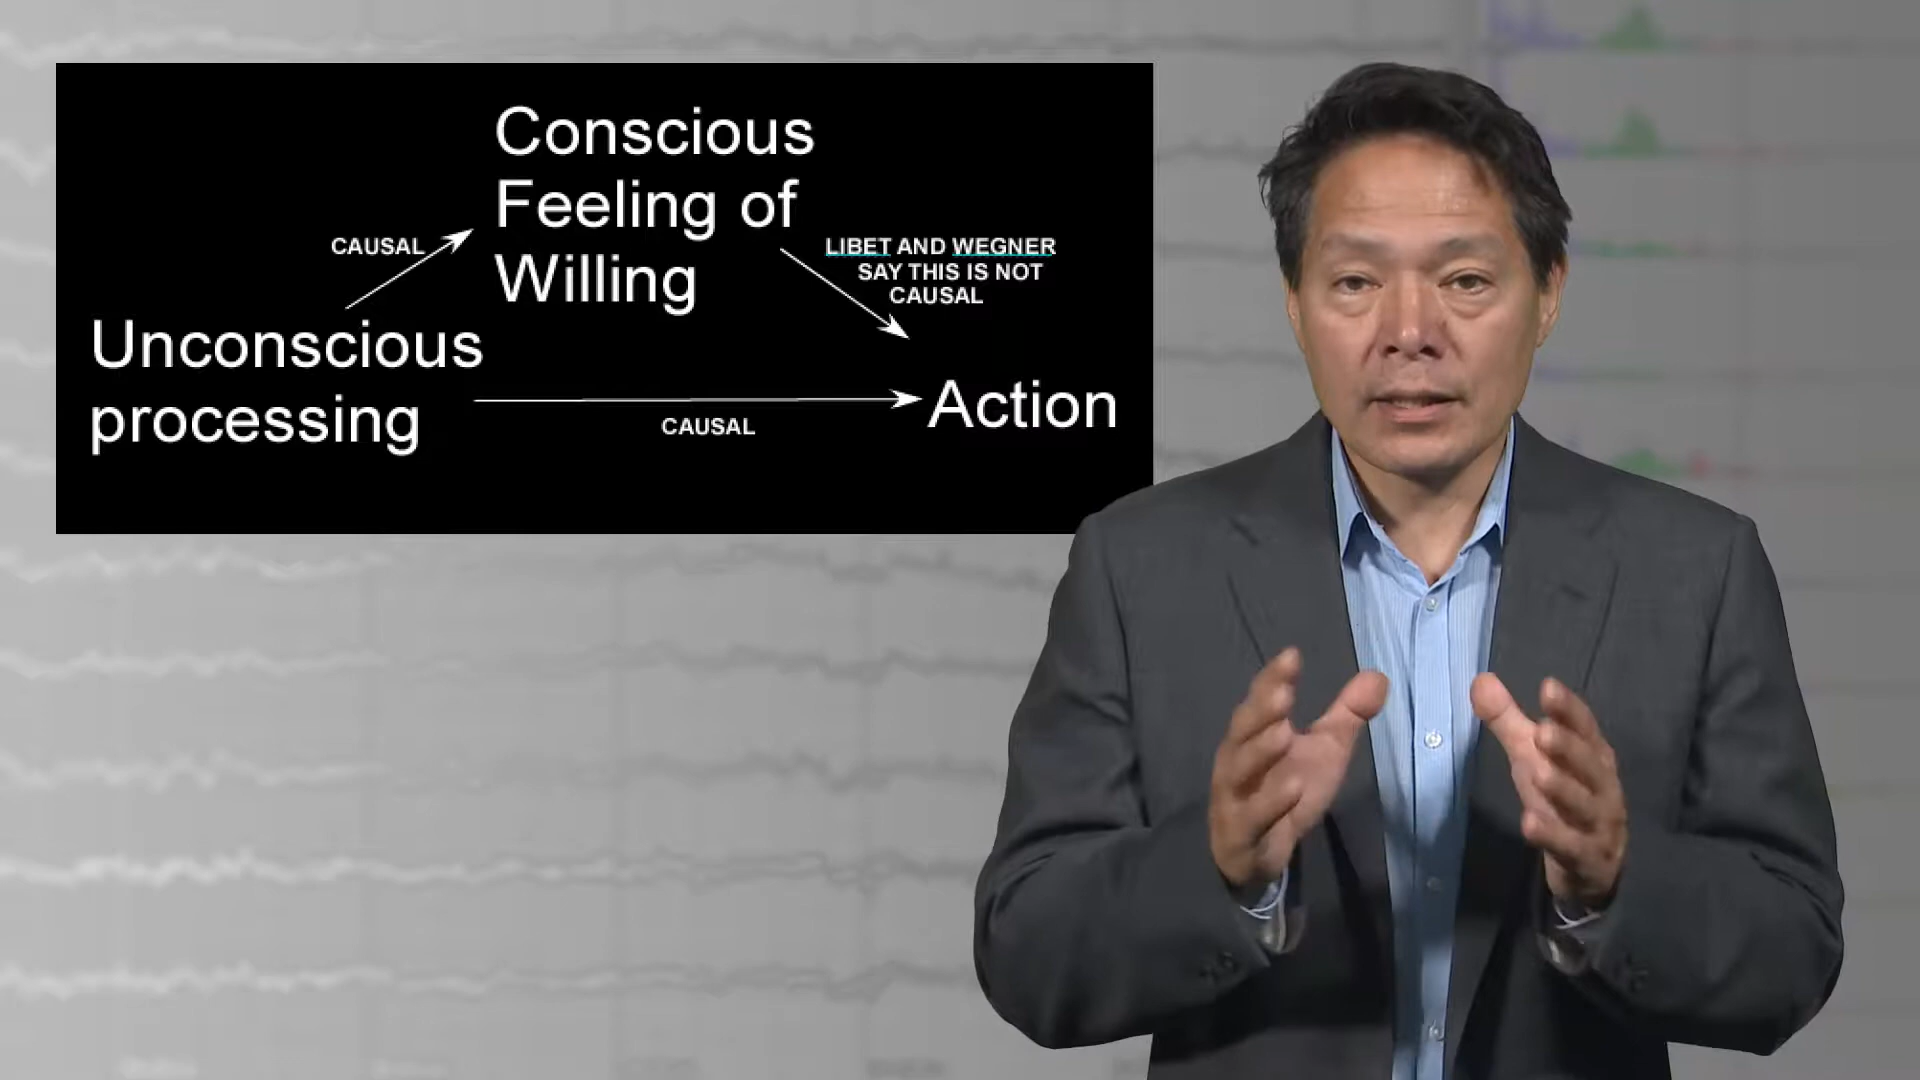 Conscious
Feeling of
Willing
CAUSAL
LIBET AND WEGNER
SAY THIS IS NOT
CAUSAL
Unconscious
processing
Action
CAUSAL